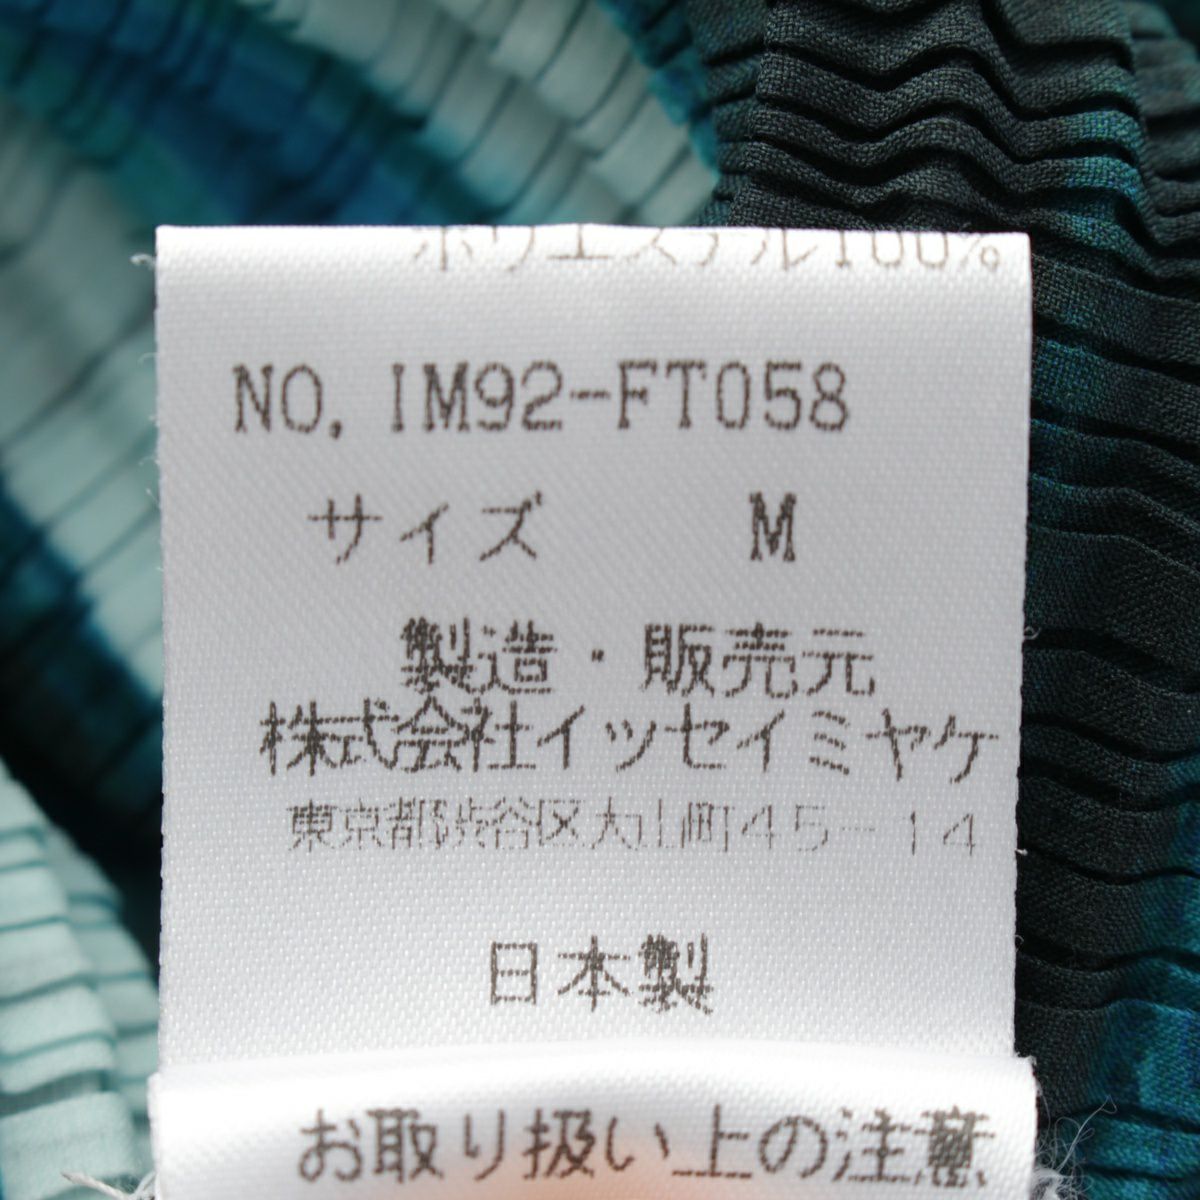 ポリエステル100%
NO. IM92-FT058
サイズ M
製造・販売元
株式会社イッセイミヤケ
東京都渋谷区大山町45-14
日本製
お取り扱い上の注意